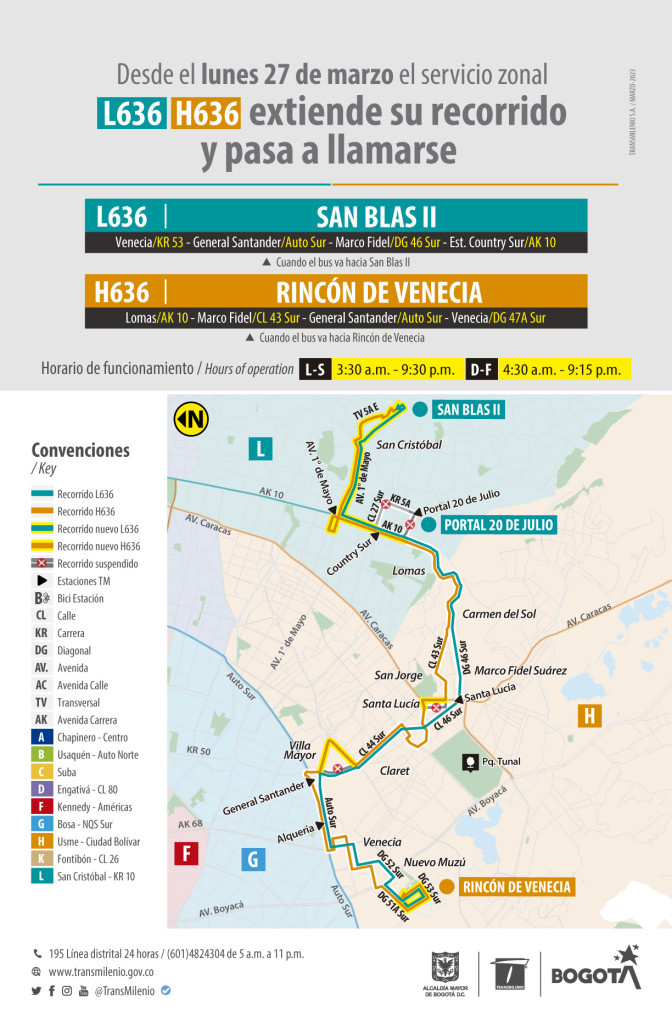 Desde el lunes 27 de marzo el servicio zonal
L636 H636 extiende su recorrido
y pasa a llamarse
TRANSMILENIO S.A. / MARZO-2023
L636 | SAN BLAS II
Venecia/KR 53 - General Santander/Auto Sur - Marco Fidel/DG 46 Sur - Est. Country Sur/AK 10
▲ Cuando el bus va hacia San Blas II
H636 | RINCÓN DE VENECIA
Lomas/AK 10 - Marco Fidel/CL 43 Sur - General Santander/Auto Sur - Venecia/DG 47A Sur
▲ Cuando el bus va hacia Rincón de Venecia
Horario de funcionamiento / Hours of operation L-S 3:30 a.m. - 9:30 p.m. D-F 4:30 a.m. - 9:15 p.m.
Convenciones
/ Key
Recorrido L636
Recorrido H636
Recorrido nuevo L636
Recorrido nuevo H636
Recorrido suspendido
Estaciones TM
B Bici Estación
CL Calle
KR Carrera
DG Diagonal
AV. Avenida
AC Avenida Calle
TV Transversal
AK Avenida Carrera
A Chapinero - Centro
B Usaquén - Auto Norte
C Suba
D Engativá - CL 80
F Kennedy - Américas
G Bosa - NQS Sur
H Usme - Ciudad Bolívar
K Fontibón - CL 26
L San Cristóbal - KR 10
N
TV 5A E
SAN BLAS II
L
San Cristóbal
AV. 1° de Mayo
AV. 1° de Mayo
AK 10
CL 27 Sur
KR 5A
Portal 20 de Julio
AV. Caracas
AK 10
PORTAL 20 DE JULIO
Country Sur
Lomas
AV. Caracas
Carmen del Sol
AV. Caracas
AV. 1° de Mayo
CL 43 Sur
DG 46 Sur
Auto Sur
San Jorge
Marco Fidel Suárez
Santa Lucía
Santa Lucía
CL 46 Sur
H
KR 50
Villa
Mayor
CL 44 Sur
Claret
Pq. Tunal
General Santander
AV. Boyacá
Auto Sur
AK 68
Alquería
Venecia
F
G
DG 52 Sur
Nuevo Muzú
DG 53 Sur
RINCÓN DE VENECIA
DG 51A Sur
AV. Boyacá
Auto Sur
195 Línea distrital 24 horas / (601)4824304 de 5 a.m. a 11 p.m.
www.transmilenio.gov.co
@TransMilenio
ALCALDÍA MAYOR
DE BOGOTÁ D.C.
TRANSMILENIO
BOGOTÁ